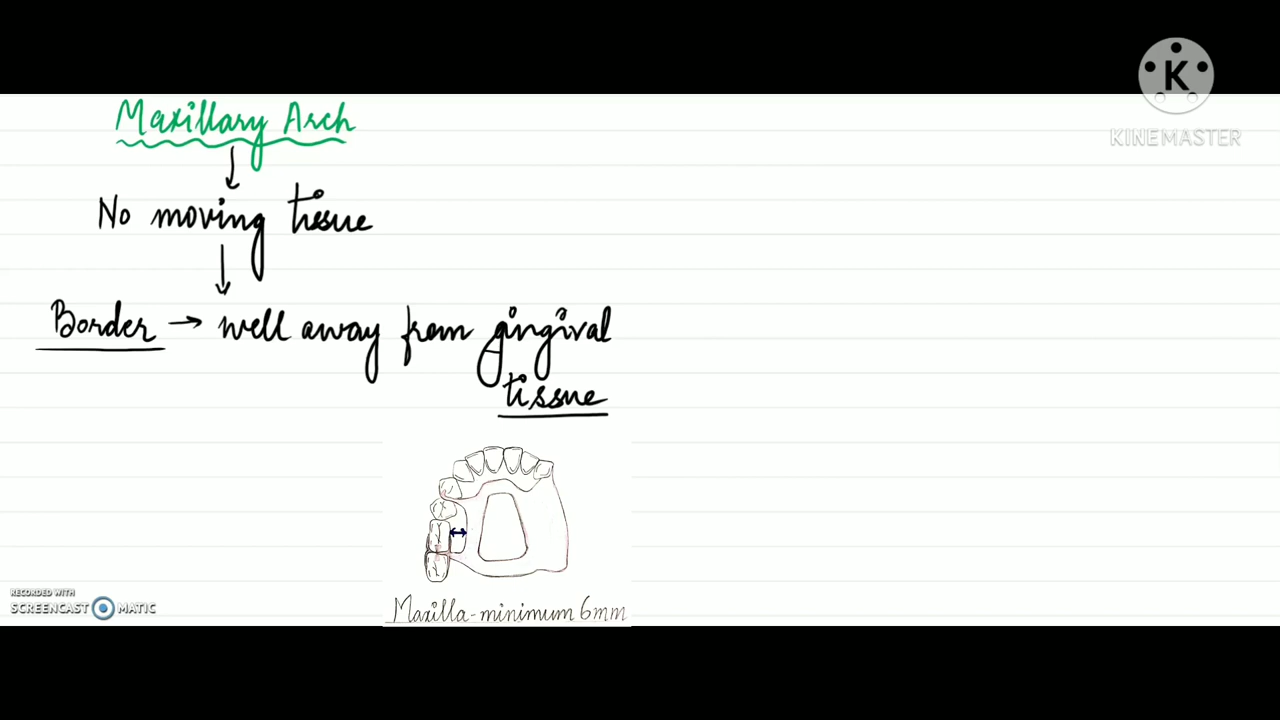 K
KINEMASTER
Maxillary Arch
No moving tissue
Border → well away from gingival
tissue
Maxilla - minimum 6mm
RECORDED WITH
SCREENCAST MATIC